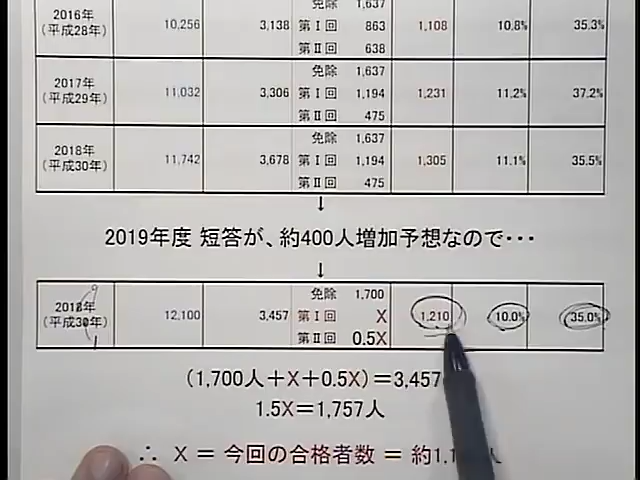 免除 1,637
2016年 (平成28年) 10,256 3,138 第Ⅰ回 863 1,108 10.8% 35.3%
第Ⅱ回 638
免除 1,637
2017年 (平成29年) 11,032 3,306 第Ⅰ回 1,194 1,231 11.2% 37.2%
第Ⅱ回 475
免除 1,637
2018年 (平成30年) 11,742 3,678 第Ⅰ回 1,194 1,305 11.1% 35.5%
第Ⅱ回 475
↓
2019年度 短答が、約400人増加予想なので・・・
↓
免除 1,700
(平成30年) 12,100 3,457 第Ⅰ回 X 1,210 10.0% 35.0%
第Ⅱ回 0.5X
(1,700人+X+0.5X)=3,457
1.5X=1,757人
∴ X = 今回の合格者数 = 約